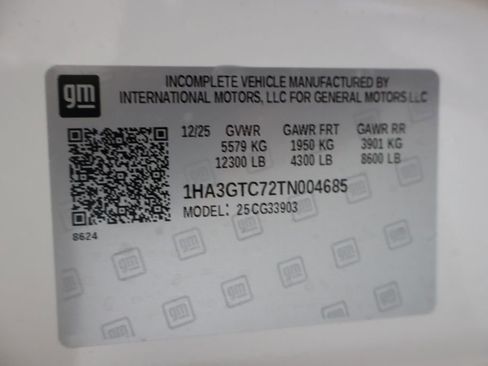 gm
INCOMPLETE VEHICLE MANUFACTURED BY
INTERNATIONAL MOTORS, LLC FOR GENERAL MOTORS LLC
12/25 GVWR GAWR FRT GAWR RR
5579 KG 1950 KG 3901 KG
12300 LB 4300 LB 8600 LB
1HA3GTC72TN004685
MODEL: 25CG33903
8624